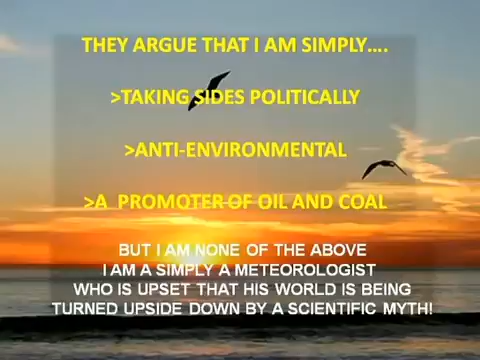 THEY ARGUE THAT I AM SIMPLY....
>TAKING SIDES POLITICALLY
>ANTI-ENVIRONMENTAL
>A PROMOTER OF OIL AND COAL
BUT I AM NONE OF THE ABOVE
I AM A SIMPLY A METEOROLOGIST
WHO IS UPSET THAT HIS WORLD IS BEING
TURNED UPSIDE DOWN BY A SCIENTIFIC MYTH!